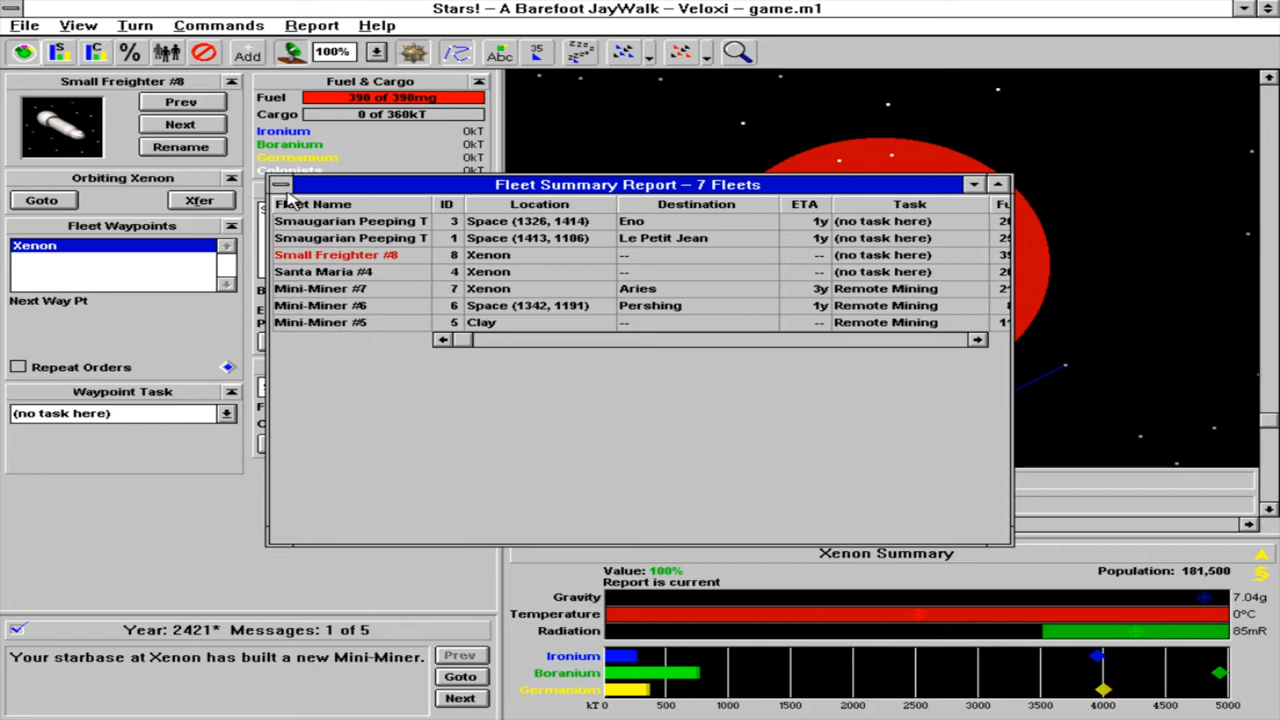 Stars! – A Barefoot JayWalk – Veloxi – game.m1
File View Turn Commands Report Help
S C % Add 100% Abc 35 Zzz
Small Freighter #8
Prev
Next
Rename
Orbiting Xenon
Goto Xfer
Fleet Waypoints
Xenon
Next Way Pt
Repeat Orders
Waypoint Task
(no task here)
Fuel & Cargo
Fuel 390 of 390mg
Cargo 0 of 360kT
Ironium 0kT
Boranium 0kT
Germanium 0kT
Colonists 0kT
Fleet Summary Report – 7 Fleets
Fleet Name ID Location Destination ETA Task Fu
Smaugarian Peeping T 3 Space (1326, 1414) Eno 1y (no task here)
Smaugarian Peeping T 1 Space (1413, 1106) Le Petit Jean 1y (no task here)
Small Freighter #8 8 Xenon -- -- (no task here)
Santa Maria #4 4 Xenon -- -- (no task here)
Mini-Miner #7 7 Xenon Aries 3y Remote Mining
Mini-Miner #6 6 Space (1342, 1191) Pershing 1y Remote Mining
Mini-Miner #5 5 Clay -- -- Remote Mining
Year: 2421* Messages: 1 of 5
Your starbase at Xenon has built a new Mini-Miner.
Prev
Goto
Next
Xenon Summary
Value: 100% Population: 181,500
Report is current
Gravity 7.04g
Temperature 0°C
Radiation 85mR
Ironium
Boranium
Germanium
kT 0 500 1000 1500 2000 2500 3000 3500 4000 4500 5000